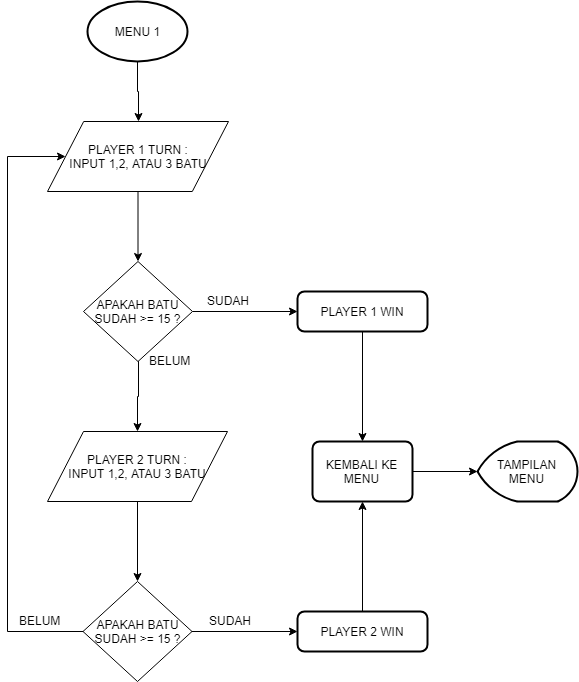 MENU 1
PLAYER 1 TURN :
INPUT 1,2, ATAU 3 BATU
APAKAH BATU
SUDAH >= 15 ?
SUDAH
PLAYER 1 WIN
BELUM
PLAYER 2 TURN :
INPUT 1,2, ATAU 3 BATU
KEMBALI KE
MENU
TAMPILAN
MENU
BELUM
APAKAH BATU
SUDAH >= 15 ?
SUDAH
PLAYER 2 WIN